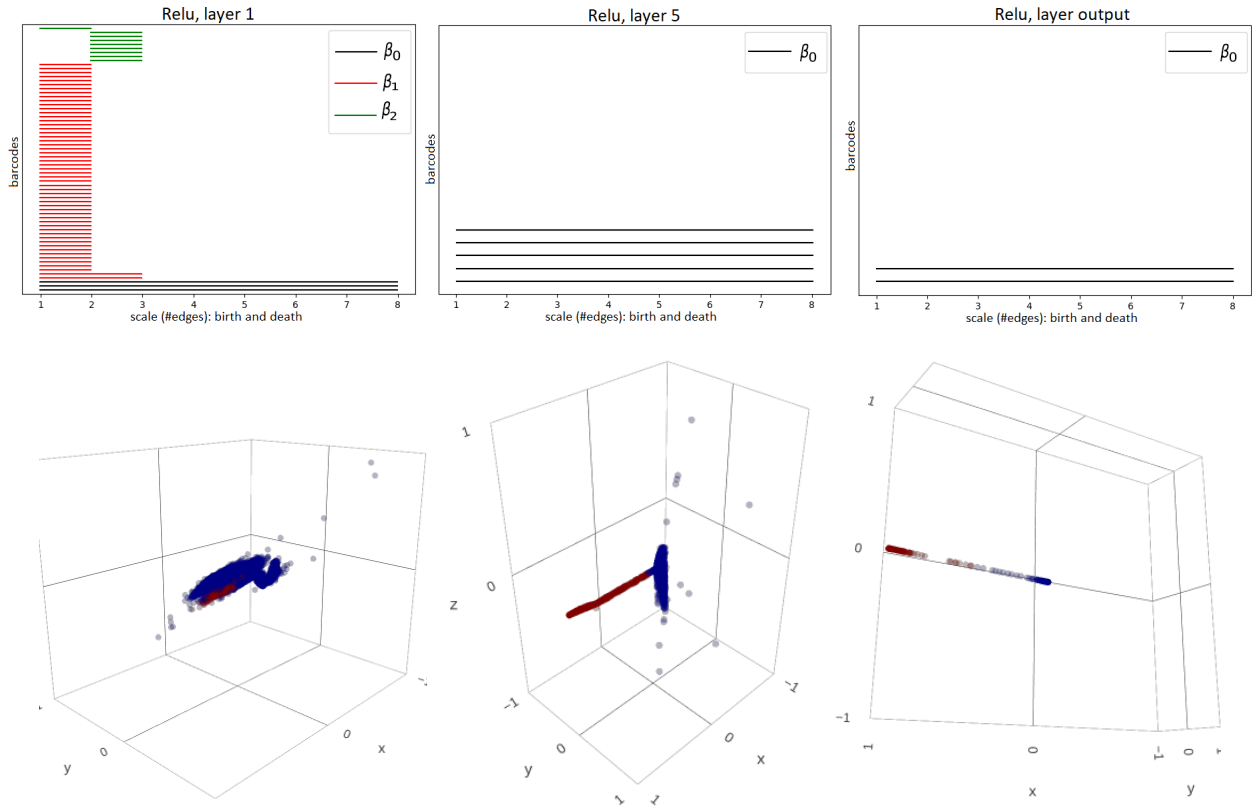 Relu, layer 1
barcodes
β0
β1
β2
1 2 3 4 5 6 7 8
scale (#edges): birth and death
Relu, layer 5
barcodes
β0
1 2 3 4 5 6 7 8
scale (#edges): birth and death
Relu, layer output
barcodes
β0
1 2 3 4 5 6 7 8
scale (#edges): birth and death
0
y
0
x
1
0
z
−1
0
y
1
1
0
x
−1
1
0
−1
1
0
−1
x
0
y